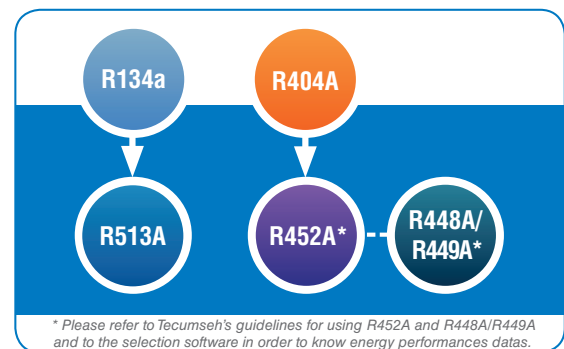 R134a
R404A
R513A
R452A*
R448A/
R449A*
* Please refer to Tecumseh's guidelines for using R452A and R448A/R449A
and to the selection software in order to know energy performances datas.